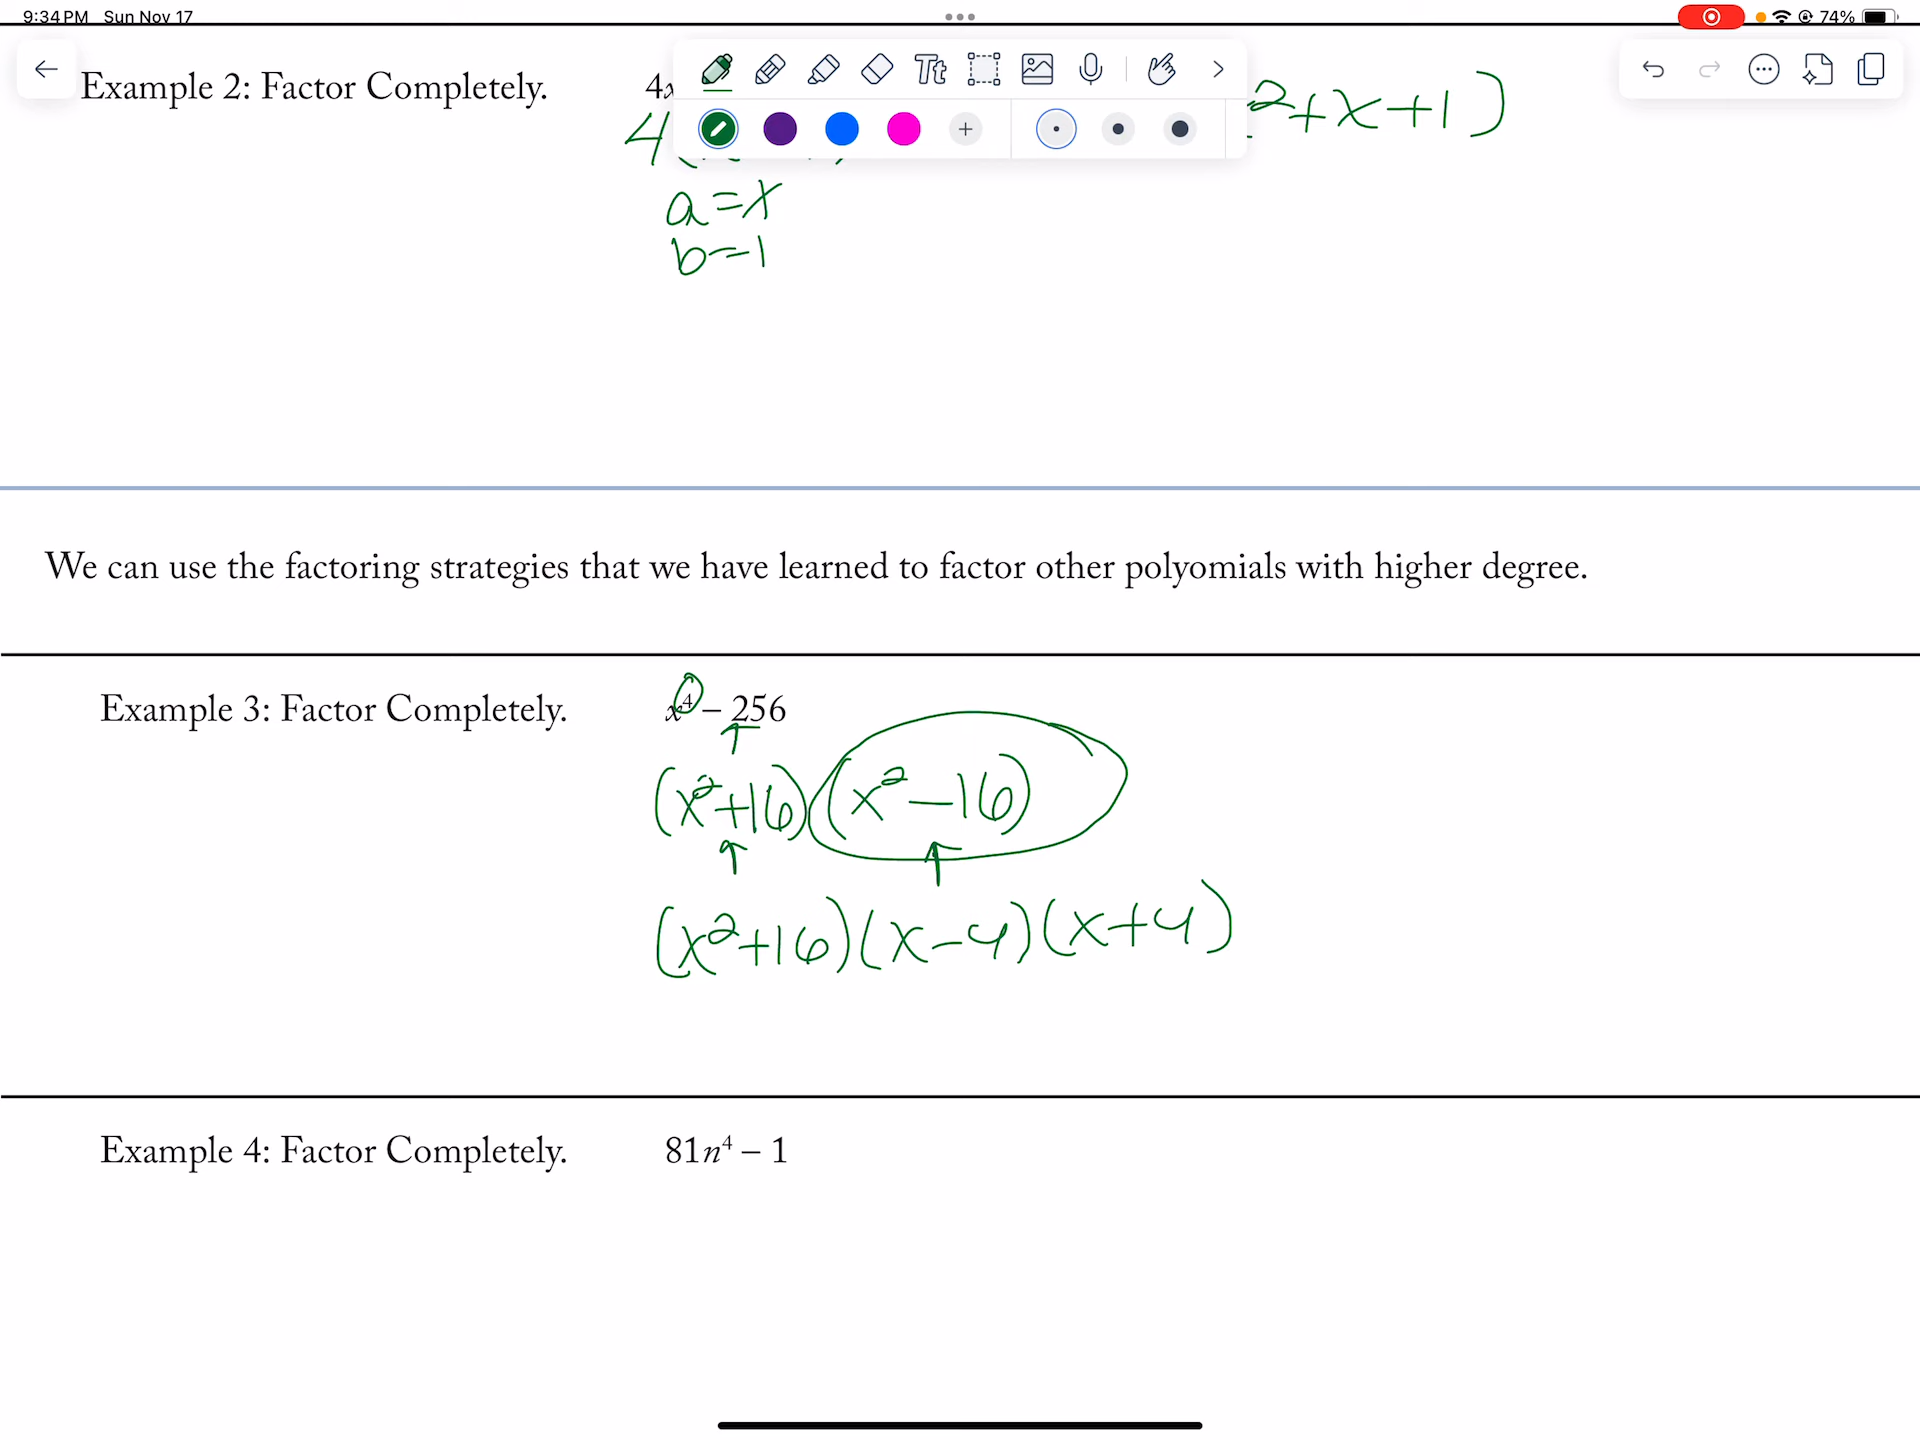 9:34 PM Sun Nov 17
74%
Example 2: Factor Completely.
4x
4(
²+x+1)
a=x
b=-1
We can use the factoring strategies that we have learned to factor other polyomials with higher degree.
Example 3: Factor Completely. x⁴ – 256
(x²+16)(x²-16)
(x²+16)(x-4)(x+4)
Example 4: Factor Completely. 81n⁴ – 1